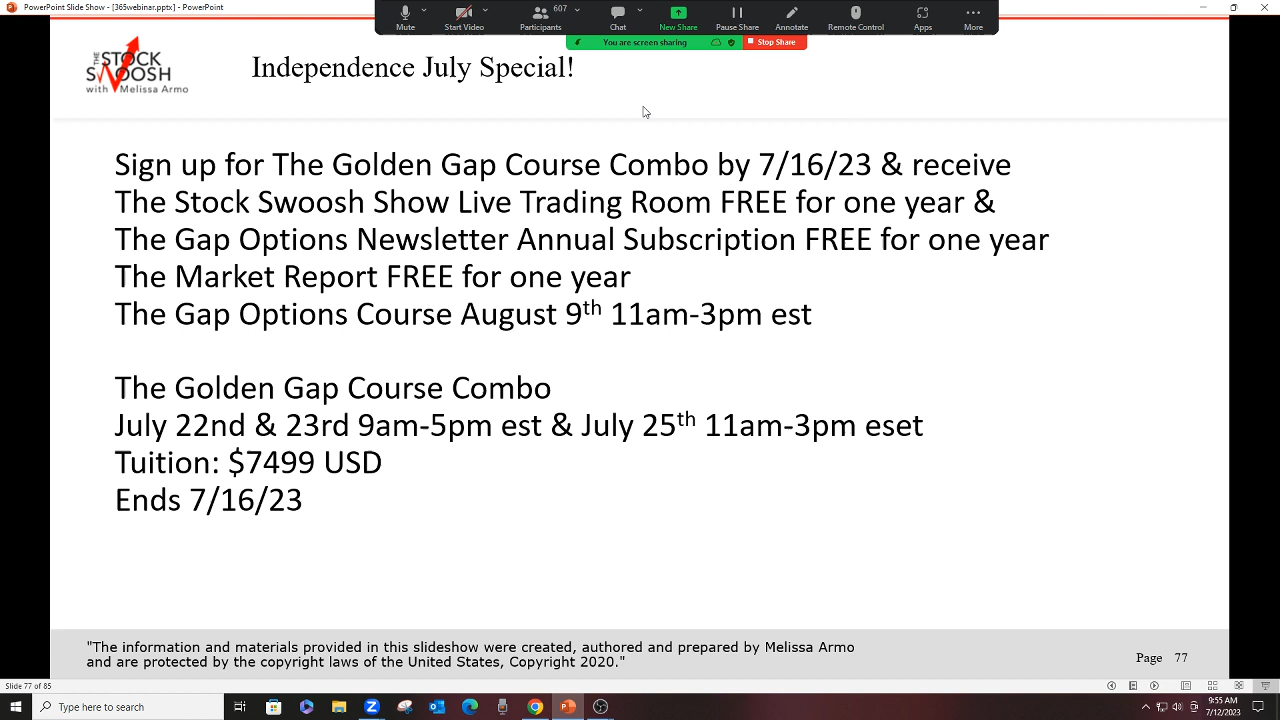 PowerPoint Slide Show - [365webinar.pptx] - PowerPoint
607
Mute
Start Video
Participants
Chat
New Share
Pause Share
Annotate
Remote Control
Apps
More
You are screen sharing
Stop Share
THE STOCK
SWOOSH
with Melissa Armo
Independence July Special!
Sign up for The Golden Gap Course Combo by 7/16/23 & receive
The Stock Swoosh Show Live Trading Room FREE for one year &
The Gap Options Newsletter Annual Subscription FREE for one year
The Market Report FREE for one year
The Gap Options Course August 9th 11am-3pm est
The Golden Gap Course Combo
July 22nd & 23rd 9am-5pm est & July 25th 11am-3pm eset
Tuition: $7499 USD
Ends 7/16/23
"The information and materials provided in this slideshow were created, authored and prepared by Melissa Armo
and are protected by the copyright laws of the United States, Copyright 2020."
Page 77
Slide 77 of 85
Type here to search
9:55 AM
7/12/2023